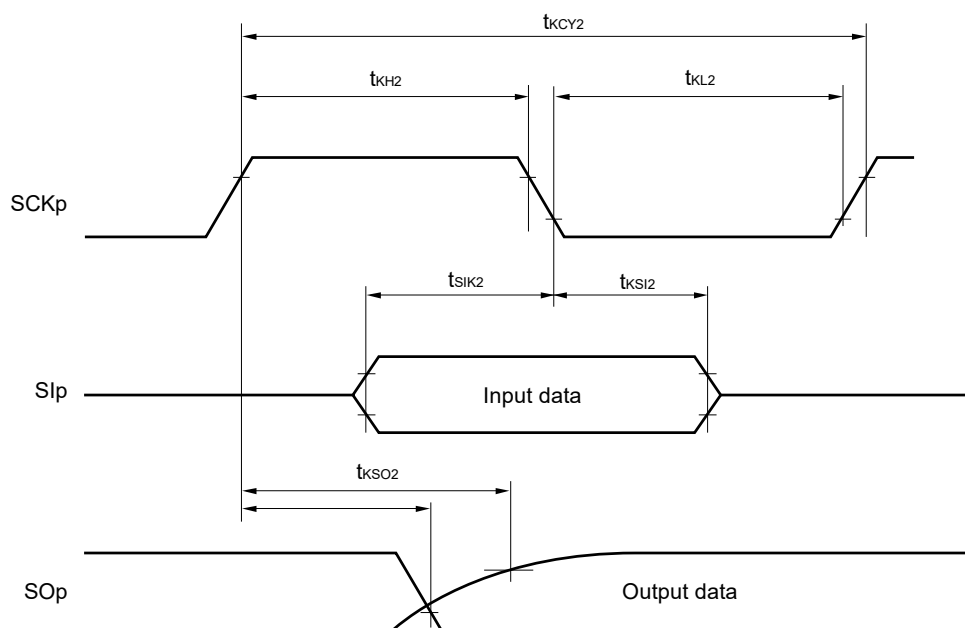 tKCY2
tKH2
tKL2
SCKp
tSIK2
tKSI2
SIp
Input data
tKSO2
SOp
Output data